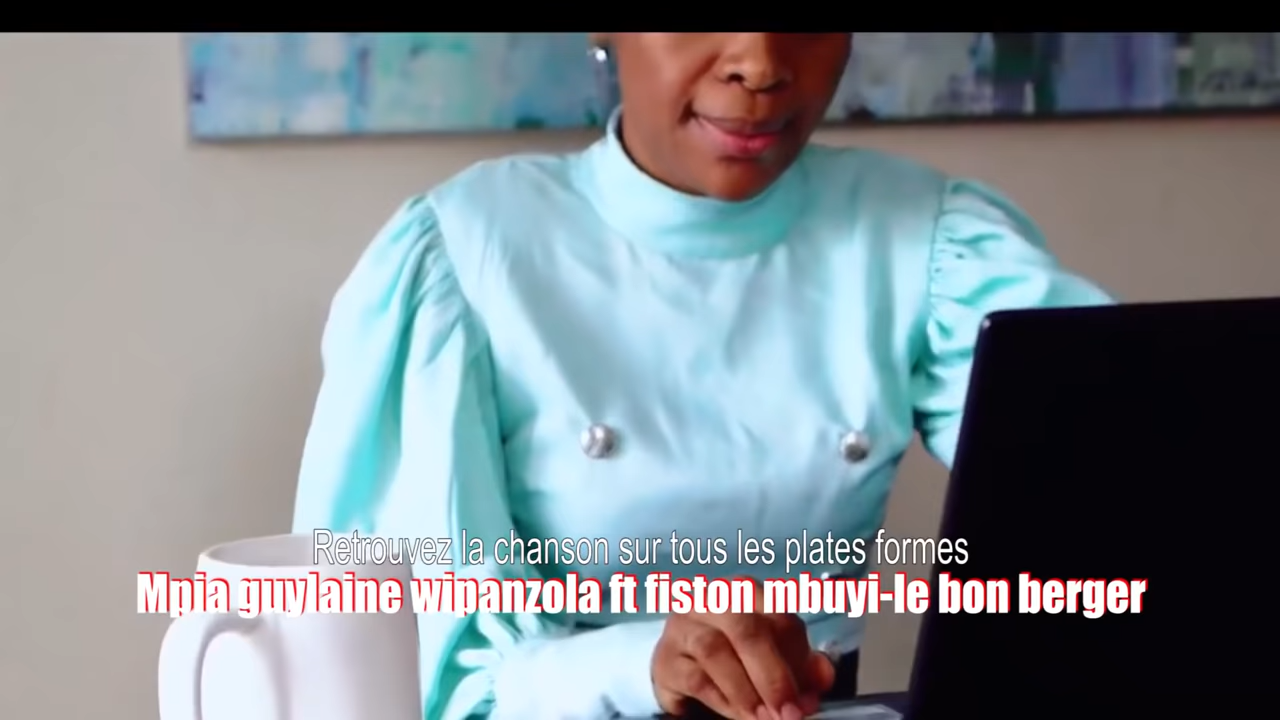 Retrouvez la chanson sur tous les plates formes
Mpia guylaine wipanzola ft fiston mbuyi-le bon berger